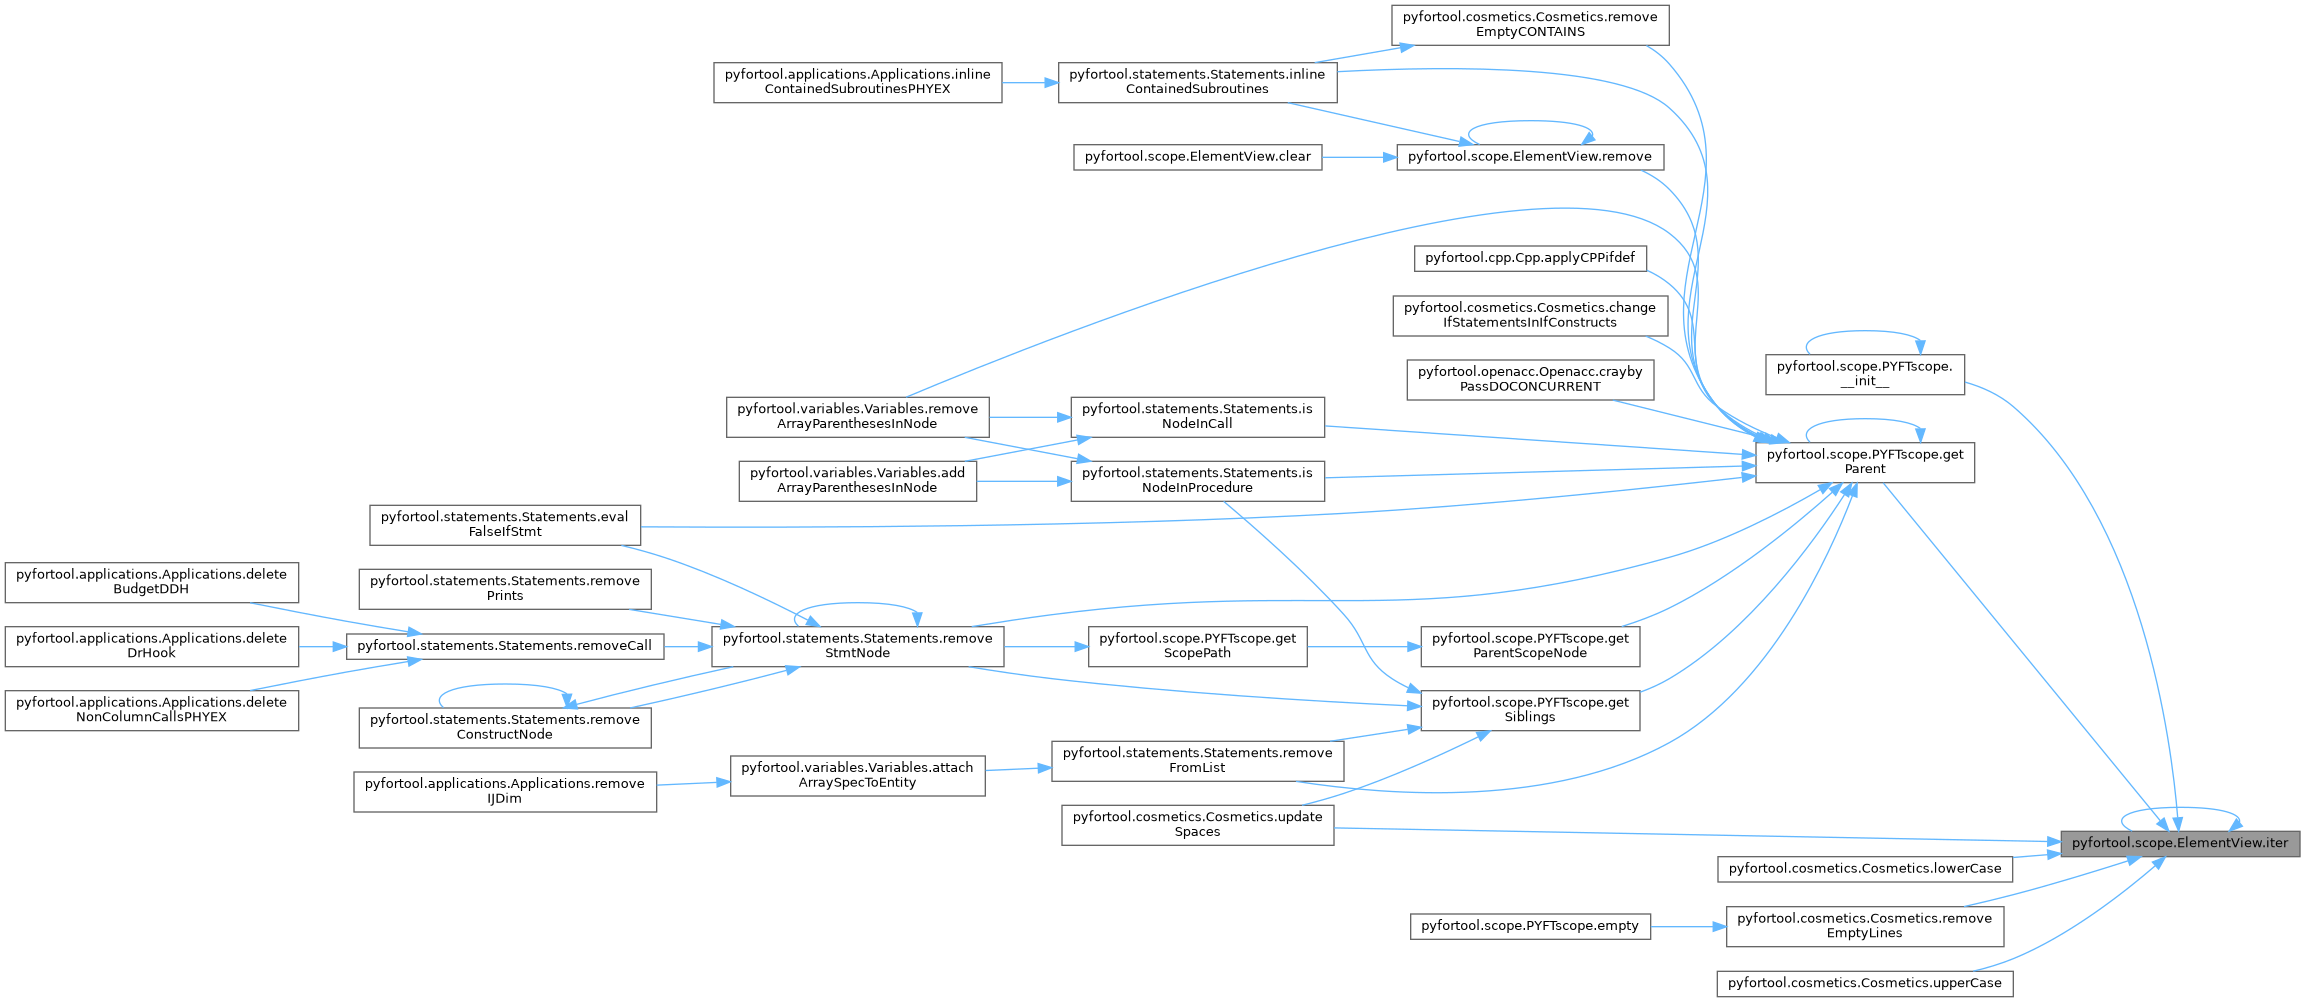 pyfortool.cosmetics.Cosmetics.remove
EmptyCONTAINS
pyfortool.applications.Applications.inline
ContainedSubroutinesPHYEX
pyfortool.statements.Statements.inline
ContainedSubroutines
pyfortool.scope.ElementView.clear
pyfortool.scope.ElementView.remove
pyfortool.cpp.Cpp.applyCPPifdef
pyfortool.cosmetics.Cosmetics.change
IfStatementsInIfConstructs
pyfortool.openacc.Openacc.crayby
PassDOCONCURRENT
pyfortool.scope.PYFTscope.
__init__
pyfortool.variables.Variables.remove
ArrayParenthesesInNode
pyfortool.statements.Statements.is
NodeInCall
pyfortool.scope.PYFTscope.get
Parent
pyfortool.variables.Variables.add
ArrayParenthesesInNode
pyfortool.statements.Statements.is
NodeInProcedure
pyfortool.statements.Statements.eval
FalseIfStmt
pyfortool.applications.Applications.delete
BudgetDDH
pyfortool.statements.Statements.remove
Prints
pyfortool.applications.Applications.delete
DrHook
pyfortool.statements.Statements.removeCall
pyfortool.statements.Statements.remove
StmtNode
pyfortool.scope.PYFTscope.get
ScopePath
pyfortool.scope.PYFTscope.get
ParentScopeNode
pyfortool.applications.Applications.delete
NonColumnCallsPHYEX
pyfortool.statements.Statements.remove
ConstructNode
pyfortool.scope.PYFTscope.get
Siblings
pyfortool.statements.Statements.remove
FromList
pyfortool.variables.Variables.attach
ArraySpecToEntity
pyfortool.applications.Applications.remove
IJDim
pyfortool.cosmetics.Cosmetics.update
Spaces
pyfortool.scope.ElementView.iter
pyfortool.cosmetics.Cosmetics.lowerCase
pyfortool.scope.PYFTscope.empty
pyfortool.cosmetics.Cosmetics.remove
EmptyLines
pyfortool.cosmetics.Cosmetics.upperCase